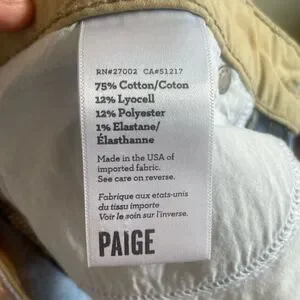 RN#27002 CA#51217
75% Cotton/Coton
12% Lyocell
12% Polyester
1% Elastane/
Élasthanne
Made in the USA of
imported fabric.
See care on reverse.
Fabrique aux etats-unis
du tissu importe
Voir le soin sur l'inverse.
PAIGE